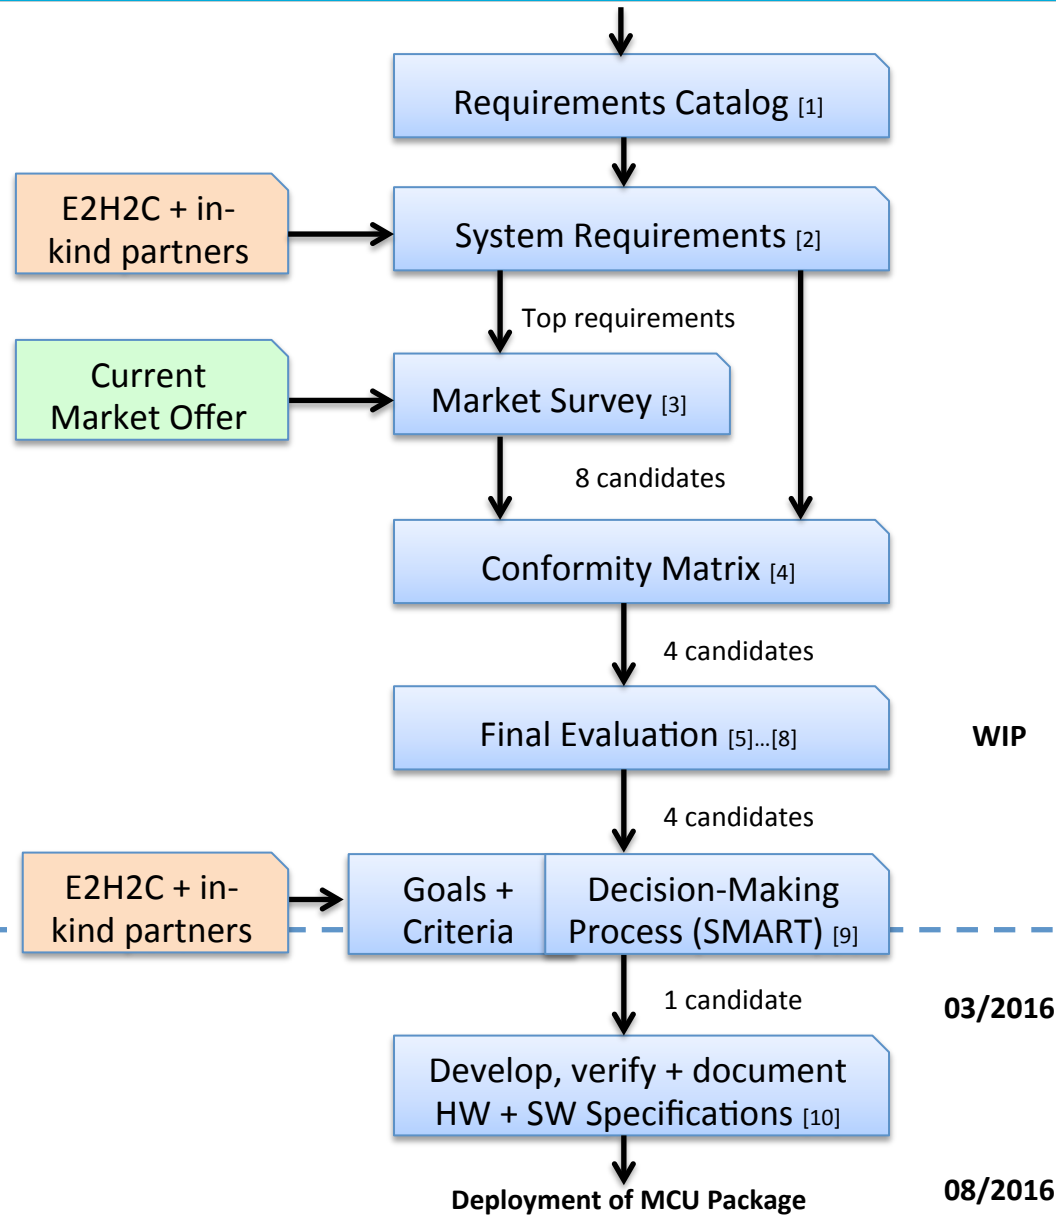 Requirements Catalog [1]
E2H2C + in-
kind partners
System Requirements [2]
Top requirements
Current
Market Offer
Market Survey [3]
8 candidates
Conformity Matrix [4]
4 candidates
Final Evaluation [5]...[8]
WIP
4 candidates
E2H2C + in-
kind partners
Goals +
Criteria
Decision-Making
Process (SMART) [9]
1 candidate
03/2016
Develop, verify + document
HW + SW Specifications [10]
Deployment of MCU Package
08/2016